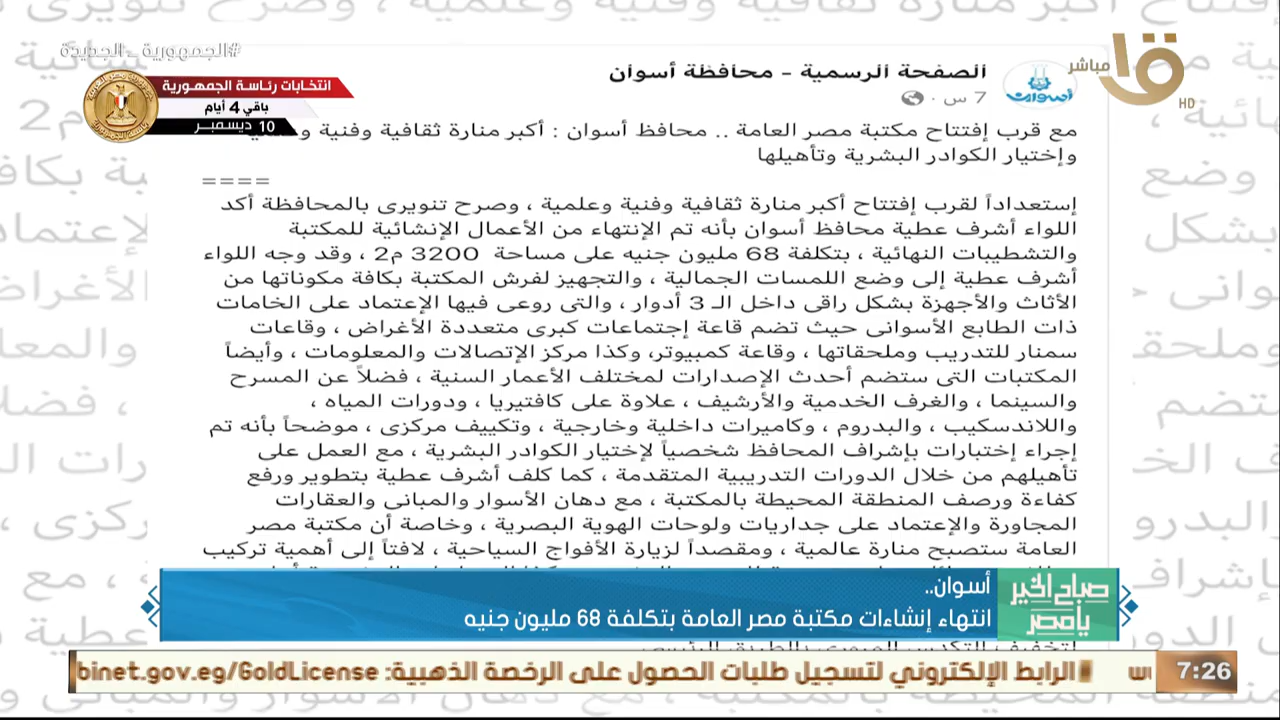 #الجمهورية_الجديدة
انتخابات رئاسة الجمهورية
باقي 4 أيام
10 ديسمبر
مباشر
HD
أسوان
الصفحة الرسمية - محافظة أسوان
7 س ·
مع قرب إفتتاح مكتبة مصر العامة .. محافظ أسوان : أكبر منارة ثقافية وفنية
وإختيار الكوادر البشرية وتأهيلها
====
إستعداداً لقرب إفتتاح أكبر منارة ثقافية وفنية وعلمية ، وصرح تنويرى بالمحافظة أكد
اللواء أشرف عطية محافظ أسوان بأنه تم الإنتهاء من الأعمال الإنشائية للمكتبة
والتشطيبات النهائية ، بتكلفة 68 مليون جنيه على مساحة 3200 م2 ، وقد وجه اللواء
أشرف عطية إلى وضع اللمسات الجمالية ، والتجهيز لفرش المكتبة بكافة مكوناتها من
الأثاث والأجهزة بشكل راقى داخل الـ 3 أدوار ، والتى روعى فيها الإعتماد على الخامات
ذات الطابع الأسوانى حيث تضم قاعة إجتماعات كبرى متعددة الأغراض ، وقاعات
سمنار للتدريب وملحقاتها ، وقاعة كمبيوتر، وكذا مركز الإتصالات والمعلومات ، وأيضاً
المكتبات التى ستضم أحدث الإصدارات لمختلف الأعمار السنية ، فضلاً عن المسرح
والسينما ، والغرف الخدمية والأرشيف ، علاوة على كافتيريا ، ودورات المياه ،
واللاندسكيب ، والبدروم ، وكاميرات داخلية وخارجية ، وتكييف مركزى ، موضحاً بأنه تم
إجراء إختبارات بإشراف المحافظ شخصياً لإختيار الكوادر البشرية ، مع العمل على
تأهيلهم من خلال الدورات التدريبية المتقدمة ، كما كلف أشرف عطية بتطوير ورفع
كفاءة ورصف المنطقة المحيطة بالمكتبة ، مع دهان الأسوار والمبانى والعقارات
المجاورة والإعتماد على جداريات ولوحات الهوية البصرية ، وخاصة أن مكتبة مصر
العامة ستصبح منارة عالمية ، ومقصداً لزيارة الأفواج السياحية ، لافتاً إلى أهمية تركيب
صباح الخير يا مصر
أسوان..
انتهاء إنشاءات مكتبة مصر العامة بتكلفة 68 مليون جنيه
الرابط الإلكتروني لتسجيل طلبات الحصول على الرخصة الذهبية: binet.gov.eg/GoldLicense
7:26